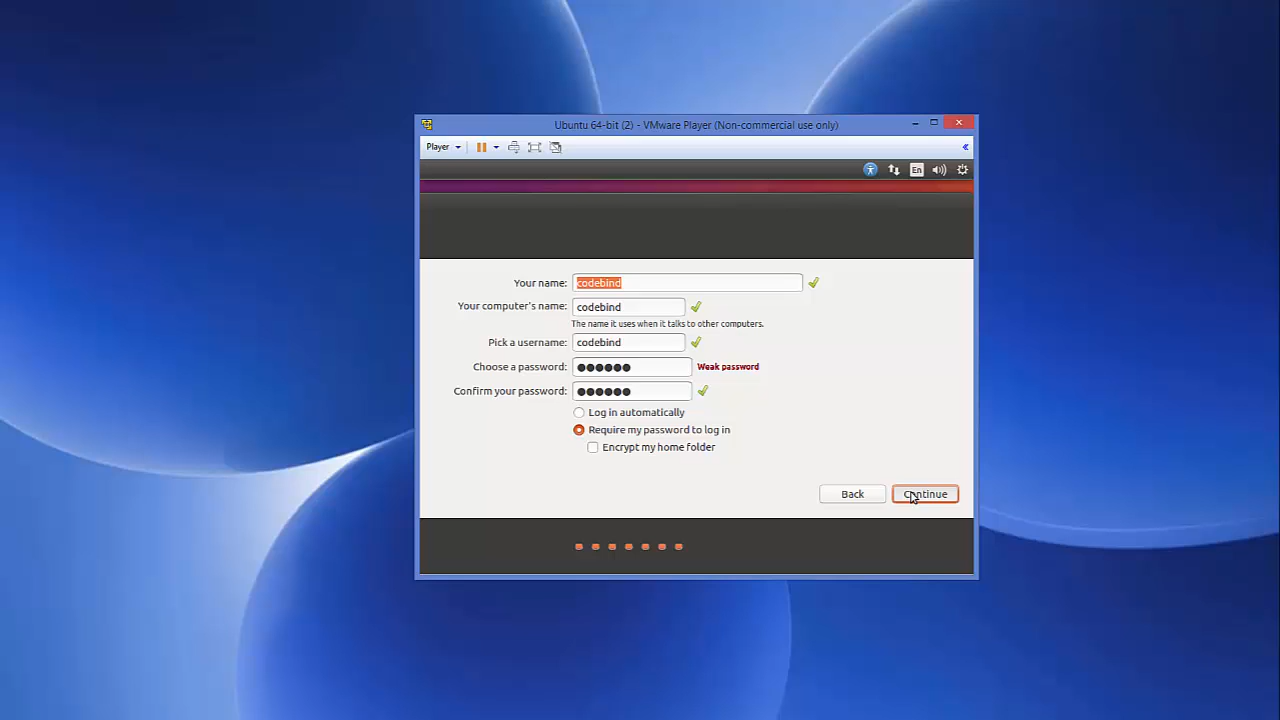 Ubuntu 64-bit (2) - VMware Player (Non-commercial use only)
Player
En
Your name: codebind
Your computer's name: codebind
The name it uses when it talks to other computers.
Pick a username: codebind
Choose a password: ●●●●●● Weak password
Confirm your password: ●●●●●●
Log in automatically
Require my password to log in
Encrypt my home folder
Back Continue